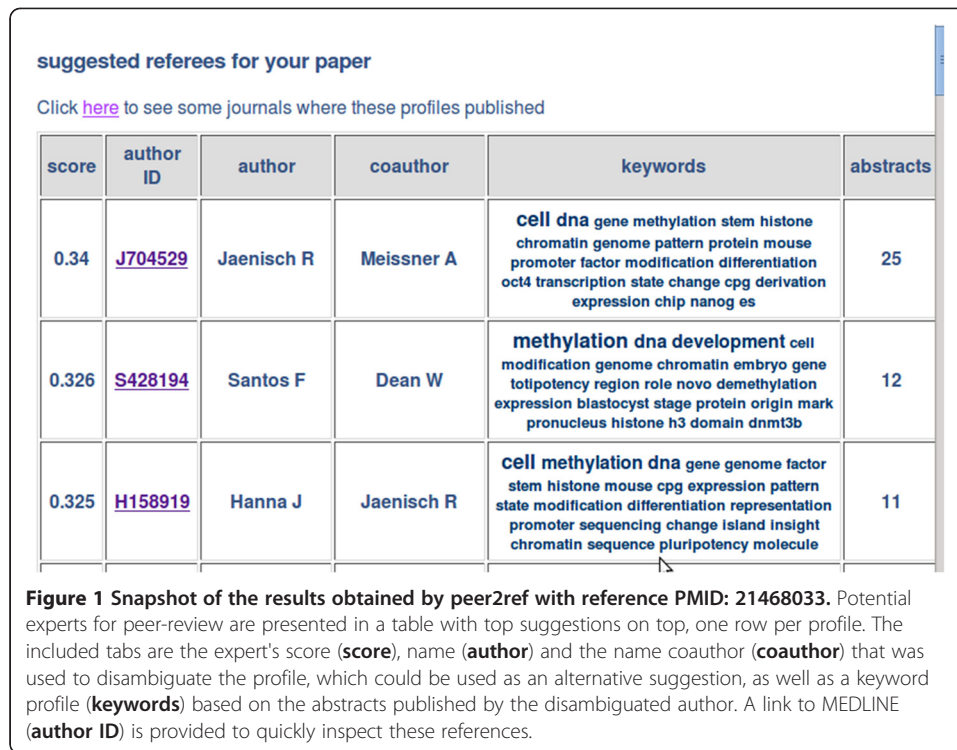 suggested referees for your paper
Click here to see some journals where these profiles published
score author ID author coauthor keywords abstracts
0.34 J704529 Jaenisch R Meissner A
cell dna gene methylation stem histone
chromatin genome pattern protein mouse
promoter factor modification differentiation
oct4 transcription state change cpg derivation
expression chip nanog es
25
0.326 S428194 Santos F Dean W
methylation dna development cell
modification genome chromatin embryo gene
totipotency region role novo demethylation
expression blastocyst stage protein origin mark
pronucleus histone h3 domain dnmt3b
12
0.325 H158919 Hanna J Jaenisch R
cell methylation dna gene genome factor
stem histone mouse cpg expression pattern
state modification differentiation representation
promoter sequencing change island insight
chromatin sequence pluripotency molecule
11
Figure 1 Snapshot of the results obtained by peer2ref with reference PMID: 21468033. Potential
experts for peer-review are presented in a table with top suggestions on top, one row per profile. The
included tabs are the expert's score (score), name (author) and the name coauthor (coauthor) that was
used to disambiguate the profile, which could be used as an alternative suggestion, as well as a keyword
profile (keywords) based on the abstracts published by the disambiguated author. A link to MEDLINE
(author ID) is provided to quickly inspect these references.